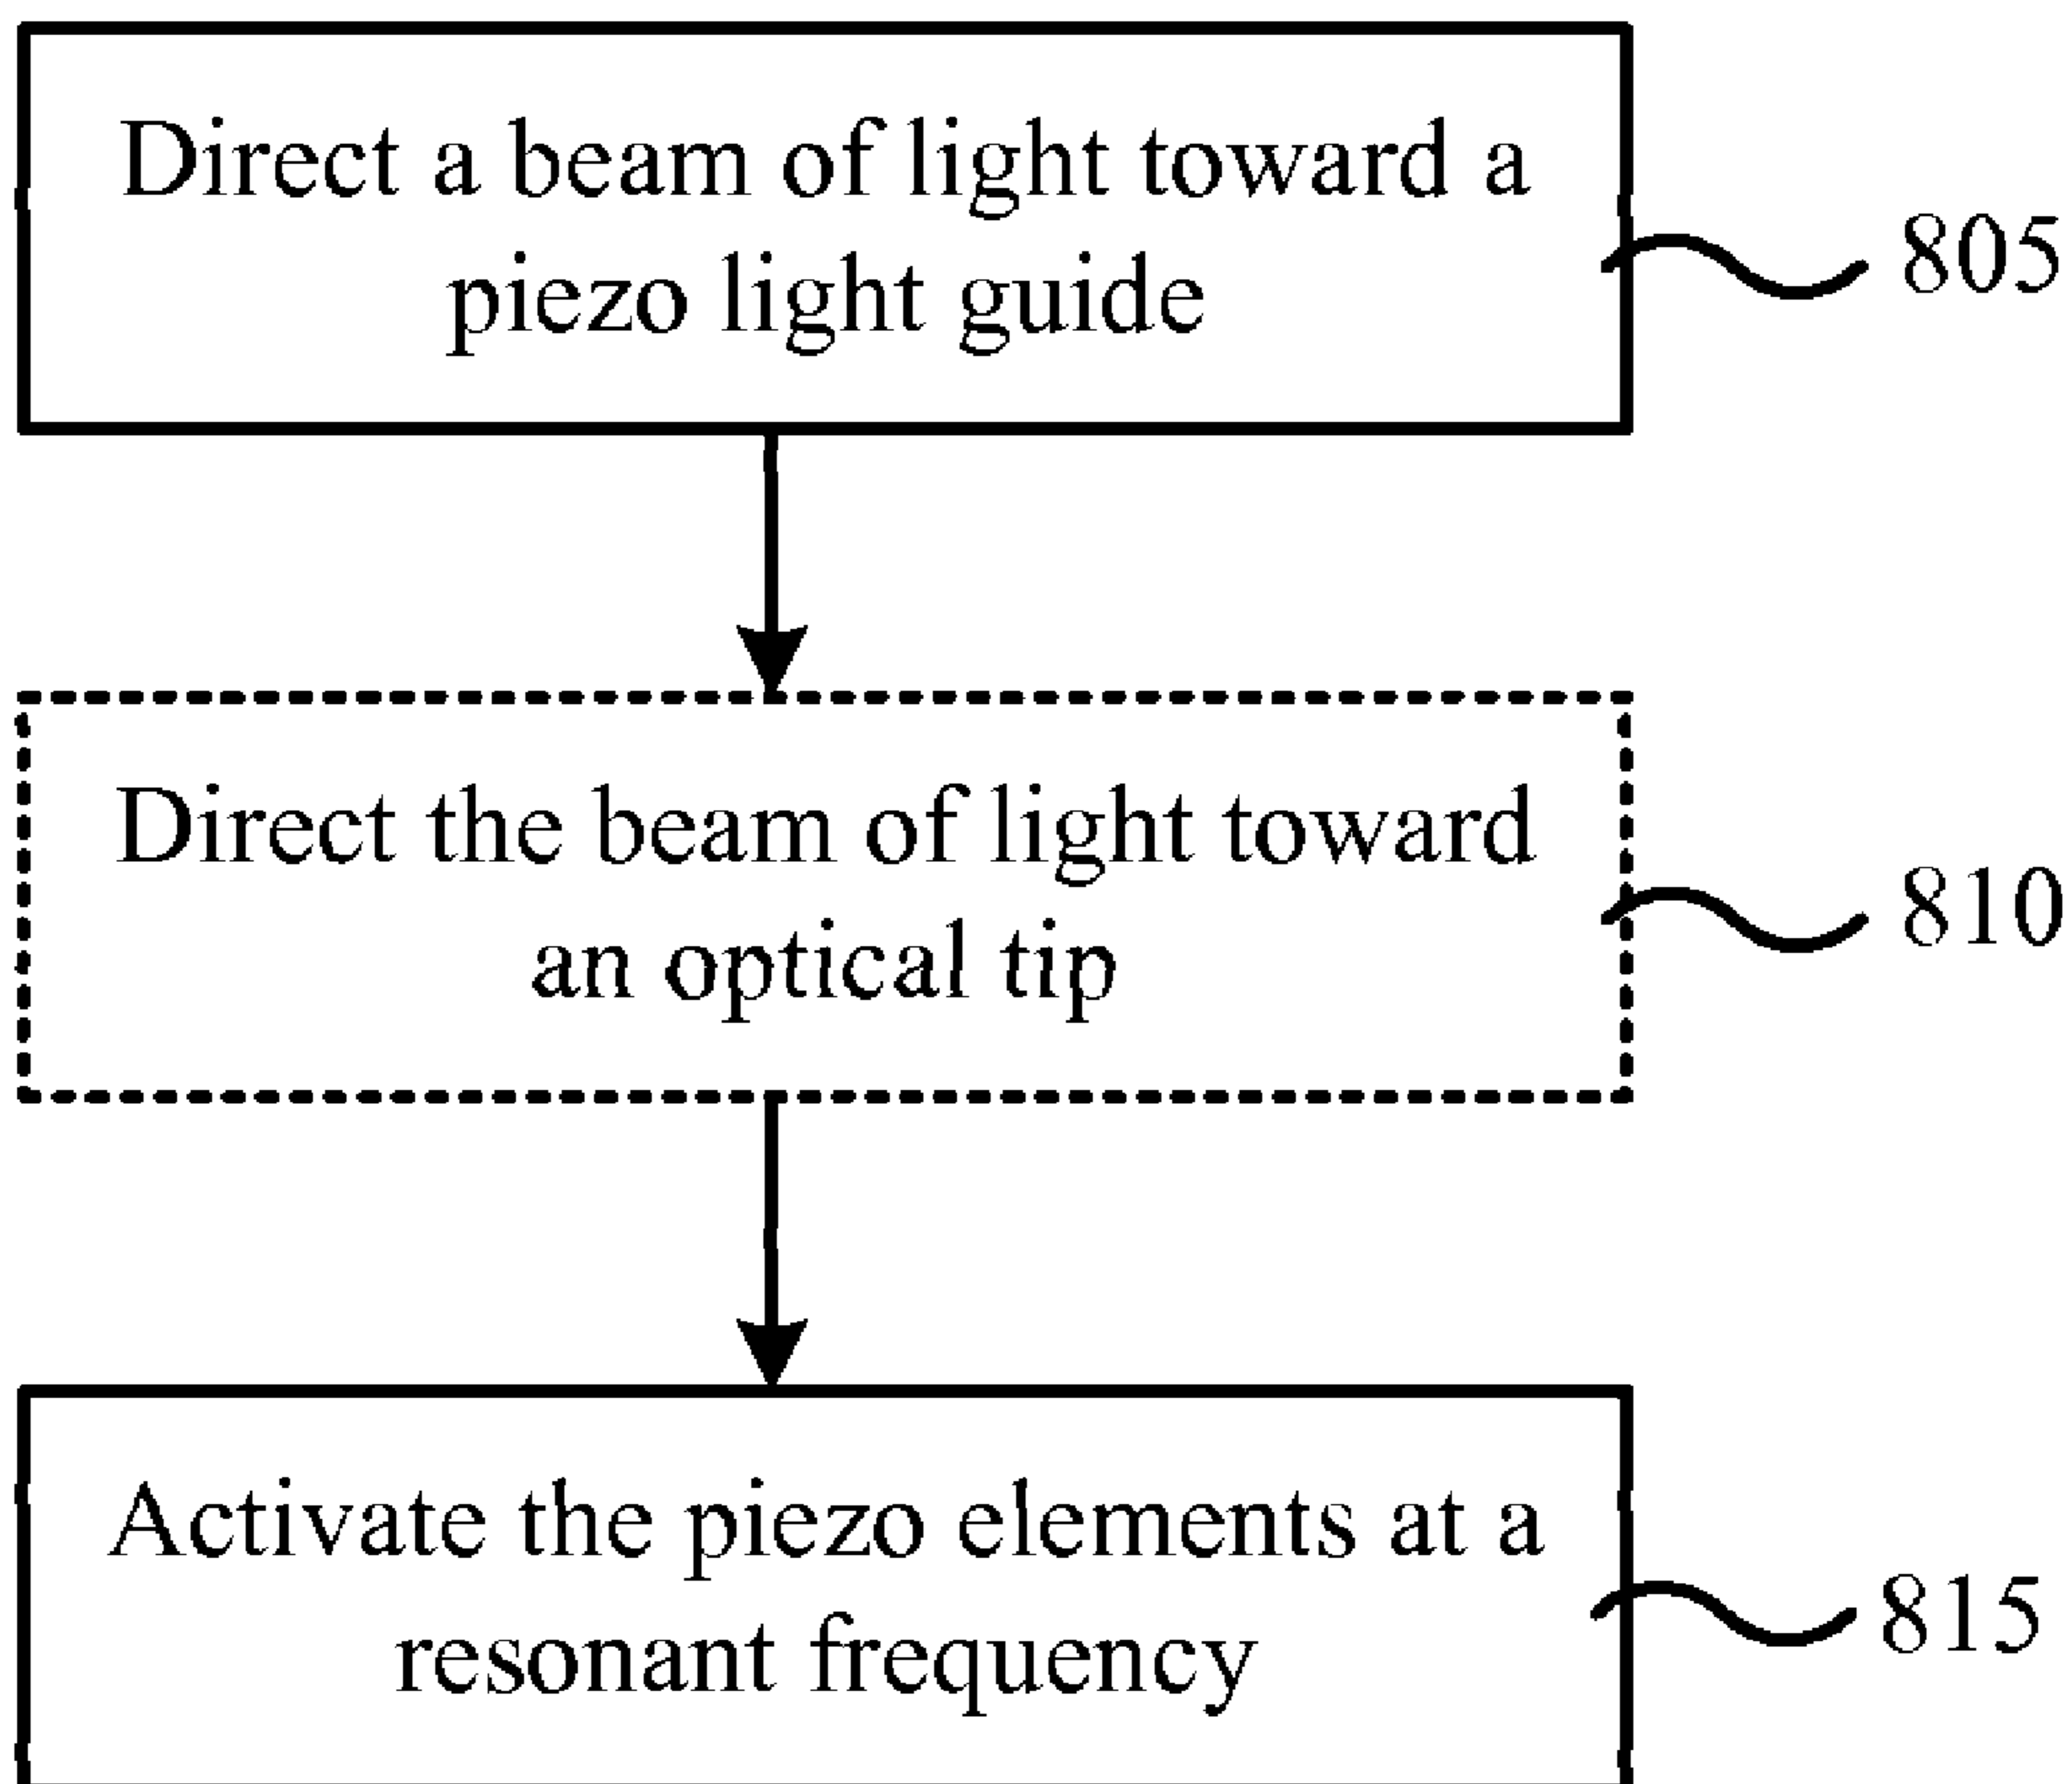 Direct a beam of light toward a
piezo light guide
805
Direct the beam of light toward
an optical tip
810
Activate the piezo elements at a
resonant frequency
815